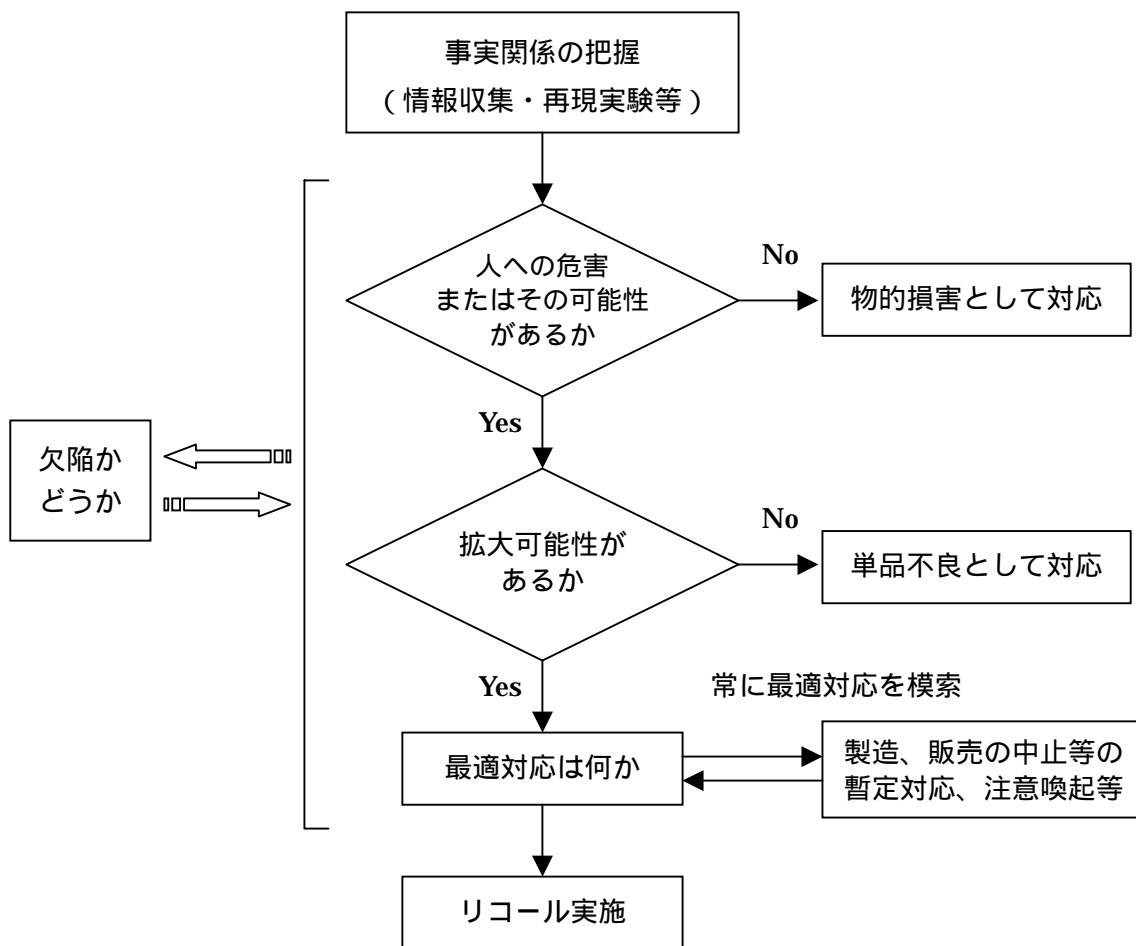 事実関係の把握
（情報収集・再現実験等）
人への危害
またはその可能性
があるか
No
物的損害として対応
Yes
欠陥か
どうか
拡大可能性が
あるか
No
単品不良として対応
Yes
常に最適対応を模索
最適対応は何か
製造、販売の中止等の
暫定対応、注意喚起等
リコール実施